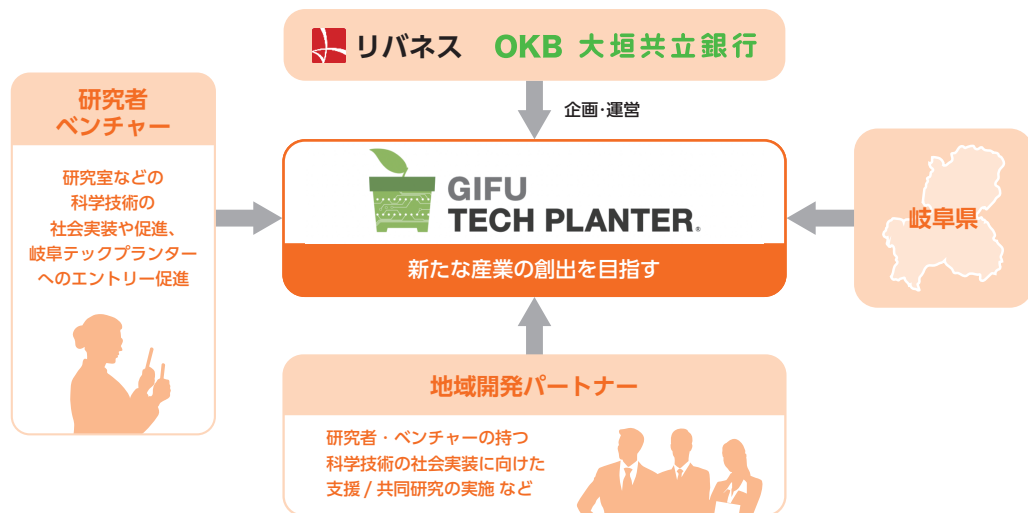 リバネス OKB 大垣共立銀行
企画・運営
研究者
ベンチャー
研究室などの
科学技術の
社会実装や促進、
岐阜テックプランター
へのエントリー促進
GIFU
TECH PLANTER®
新たな産業の創出を目指す
岐阜県
地域開発パートナー
研究者・ベンチャーの持つ
科学技術の社会実装に向けた
支援 / 共同研究の実施 など